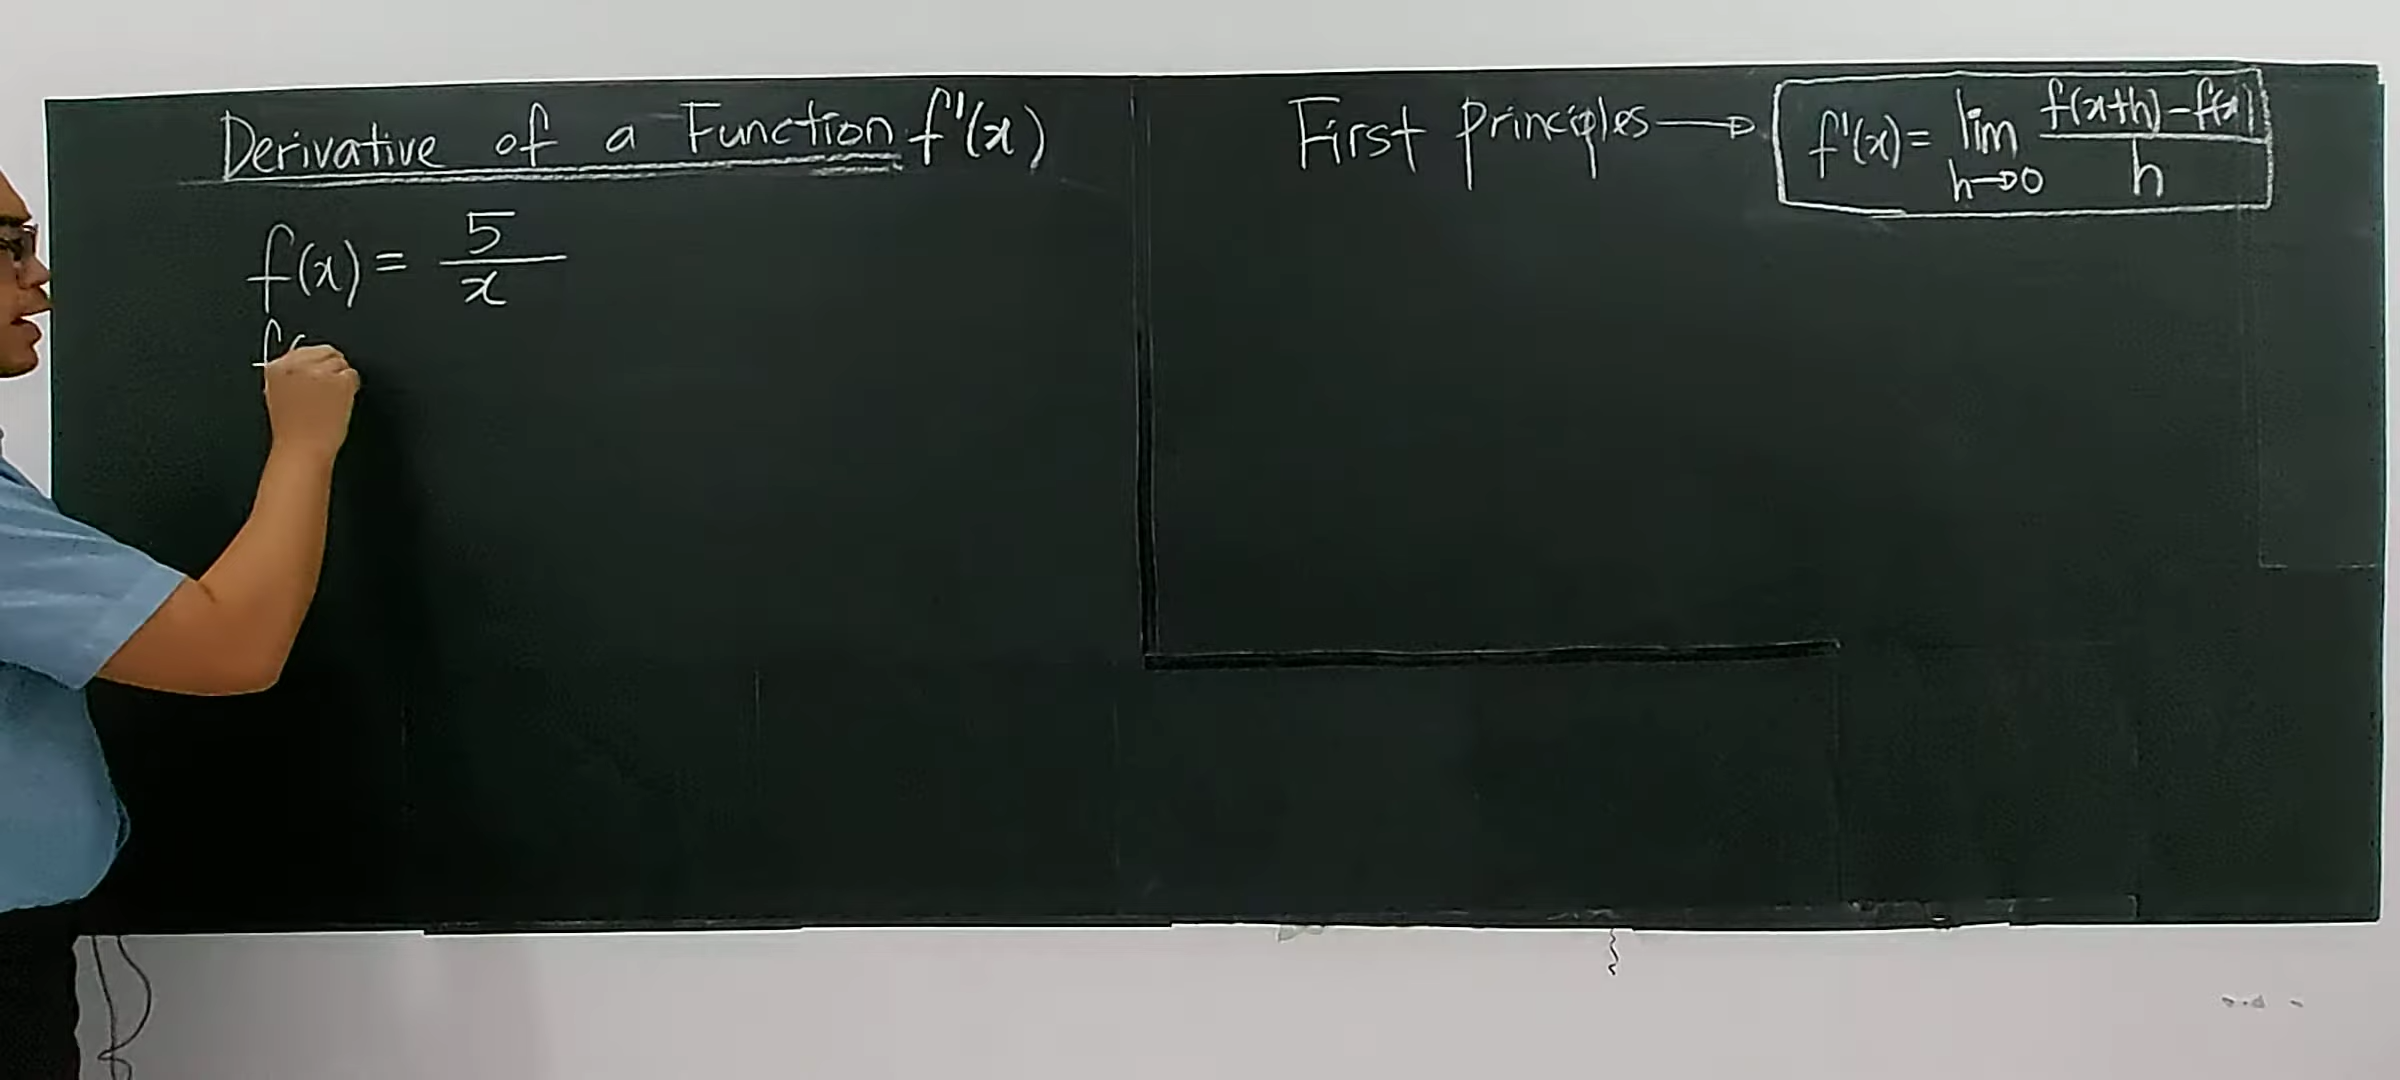 Derivative of a Function f'(x)
f(x) = 5/x
f(
First principles → f'(x) = lim h→0 f(x+h)-f(x)/h